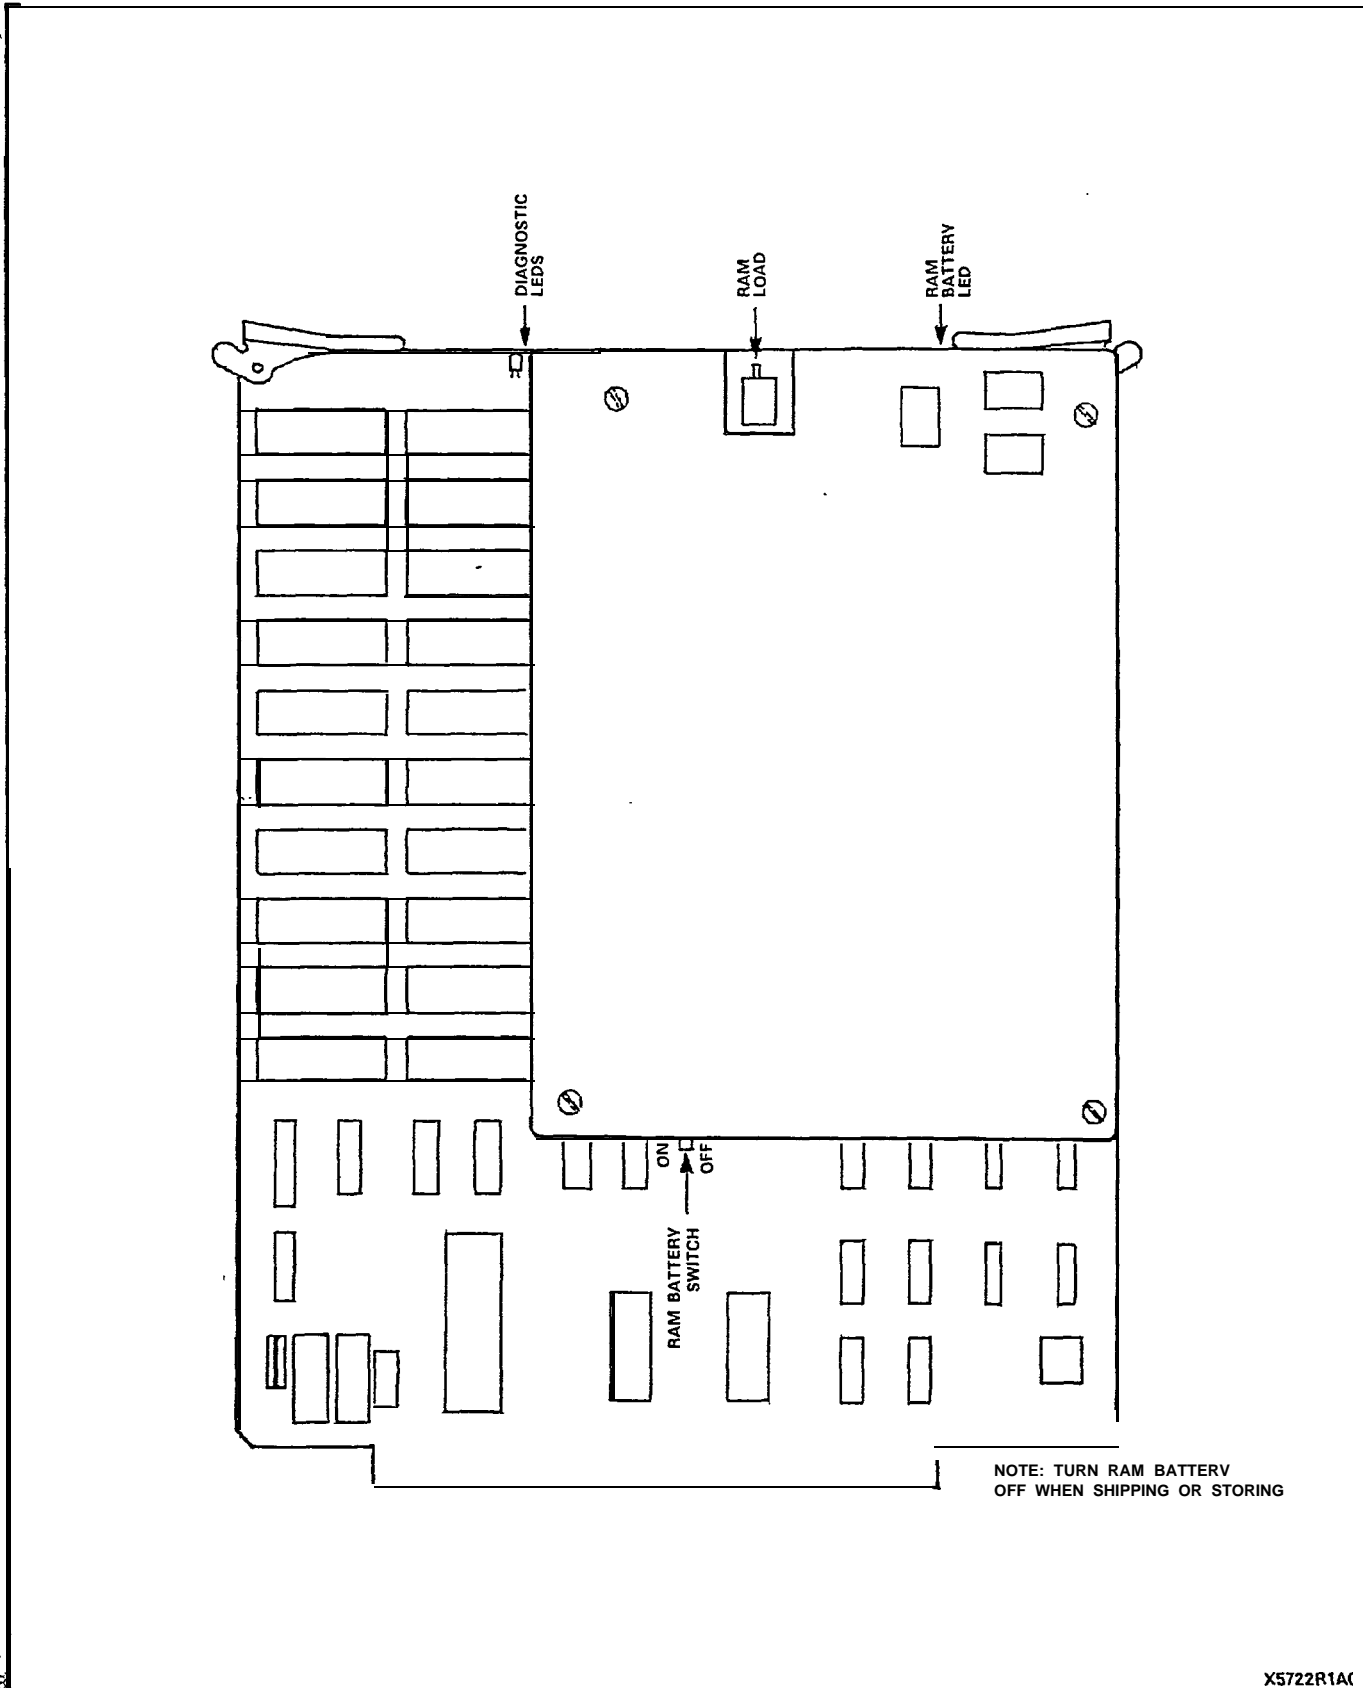 DIAGNOSTIC
LEDS
RAM
LOAD
RAM
BATTERY
LED
ON
OFF
RAM BATTERY
SWITCH
NOTE: TURN RAM BATTERV
OFF WHEN SHIPPING OR STORING
X5722R1A0